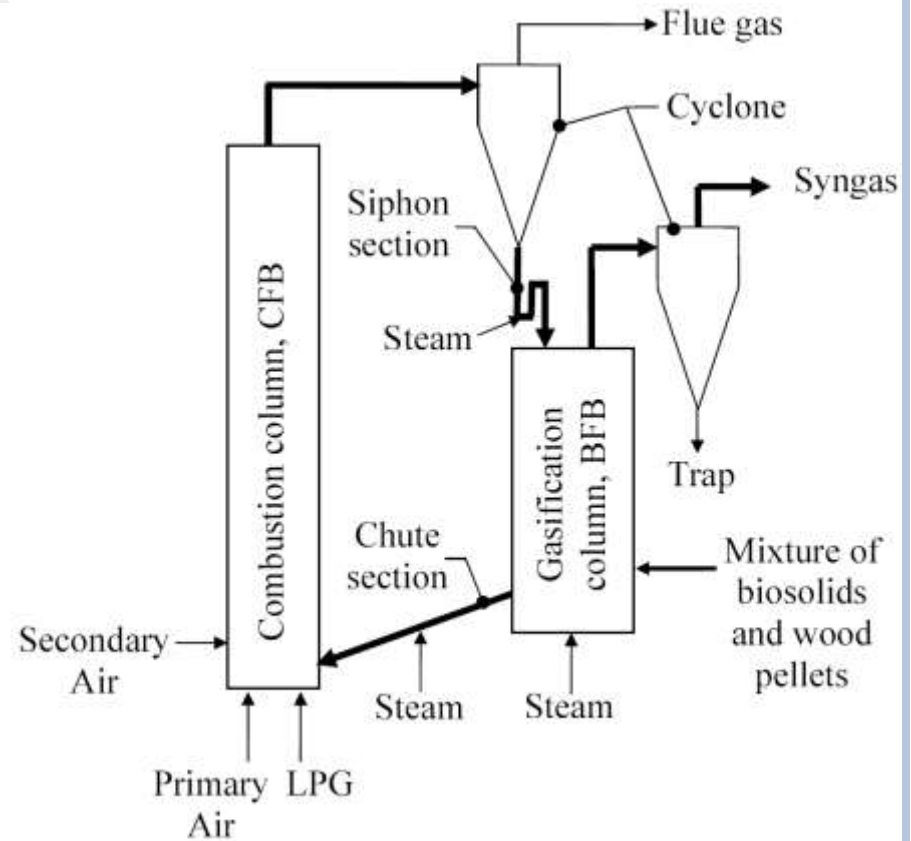 Flue gas
Cyclone
Syngas
Siphon
section
Steam
Combustion column, CFB
Gasification
column, BFB
Trap
Chute
section
Mixture of
biosolids
and wood
pellets
Secondary
Air
Steam
Steam
Primary
Air
LPG